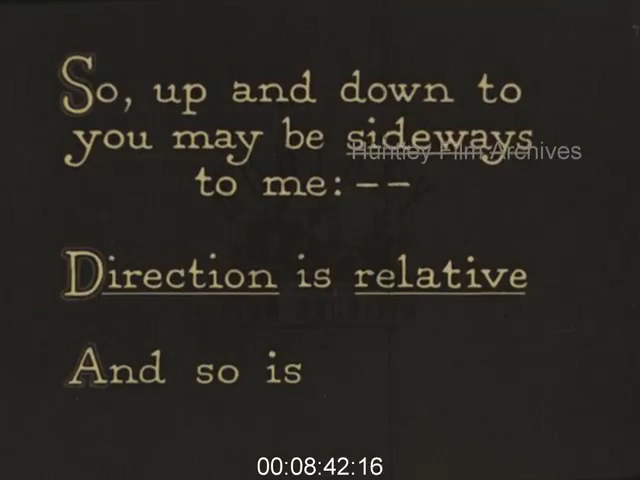 So, up and down to
you may be sideways
Huntley Film Archives
to me:--
Direction is relative
And so is
00:08:42:16